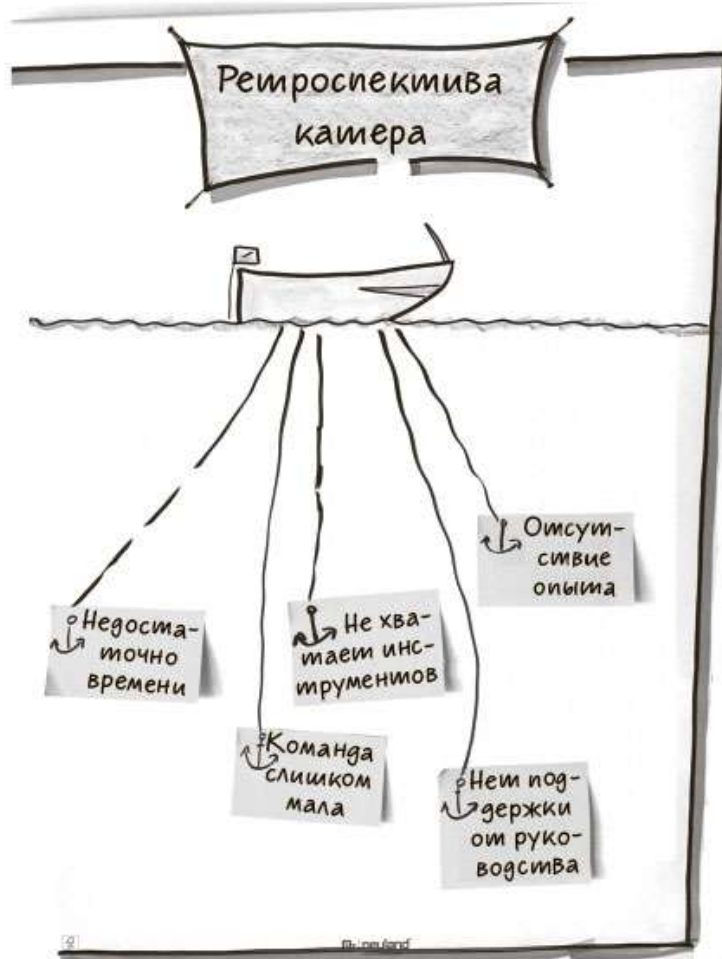 Ретроспектива
катера
Отсут-
ствие
опыта
Недоста-
точно
времени
Не хва-
тает инс-
трументов
Команда
слишком
мала
Нет под-
держки
от руко-
водства
neuland